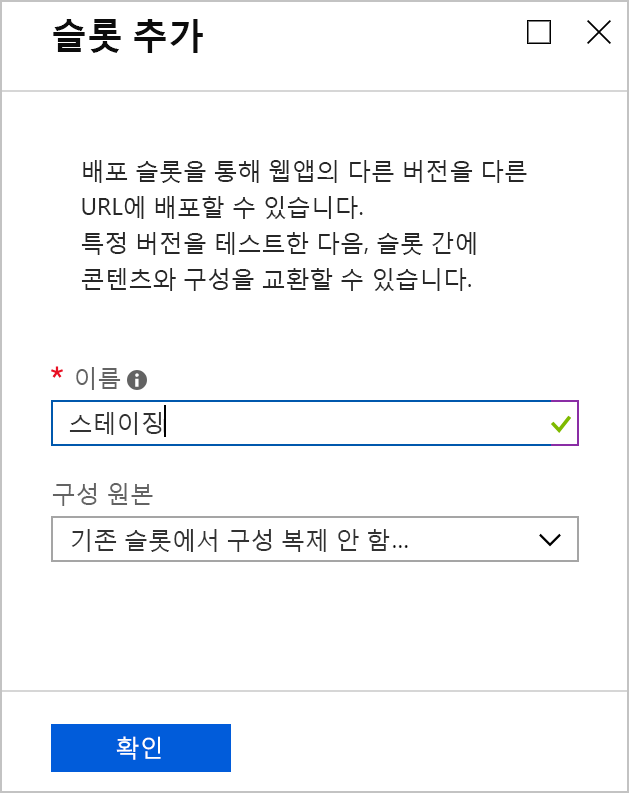 슬롯 추가
배포 슬롯을 통해 웹앱의 다른 버전을 다른
URL에 배포할 수 있습니다.
특정 버전을 테스트한 다음, 슬롯 간에
콘텐츠와 구성을 교환할 수 있습니다.
* 이름
스테이징
구성 원본
기존 슬롯에서 구성 복제 안 함...
확인